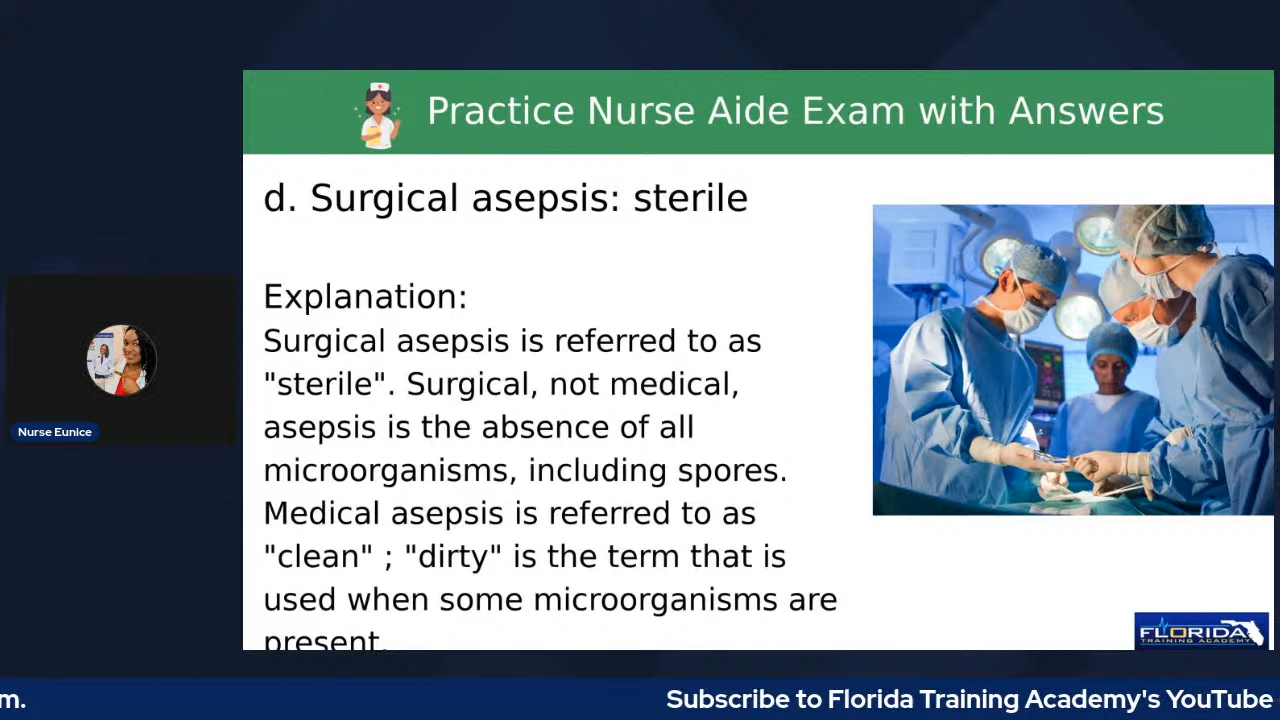 Practice Nurse Aide Exam with Answers
d. Surgical asepsis: sterile
Explanation:
Surgical asepsis is referred to as
"sterile". Surgical, not medical,
asepsis is the absence of all
microorganisms, including spores.
Medical asepsis is referred to as
"clean" ; "dirty" is the term that is
used when some microorganisms are
present.
Nurse Eunice
FLORIDA
TRAINING ACADEMY
m.
Subscribe to Florida Training Academy's YouTube